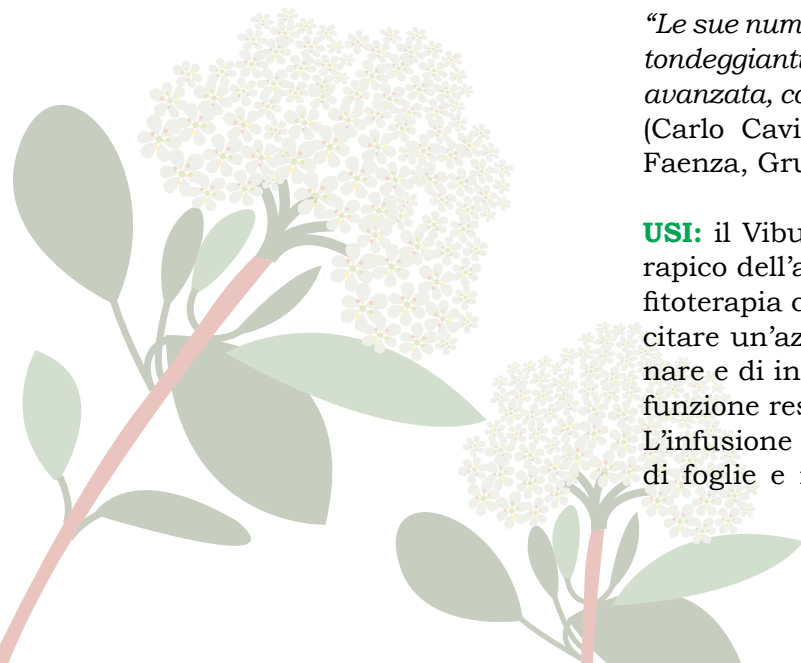 “Le sue num
tondeggianti
avanzata, co
(Carlo Cavi
Faenza, Gru
USI: il Vibu
rapico dell’a
fitoterapia c
citare un’az
nare e di in
funzione res
L’infusione
di foglie e